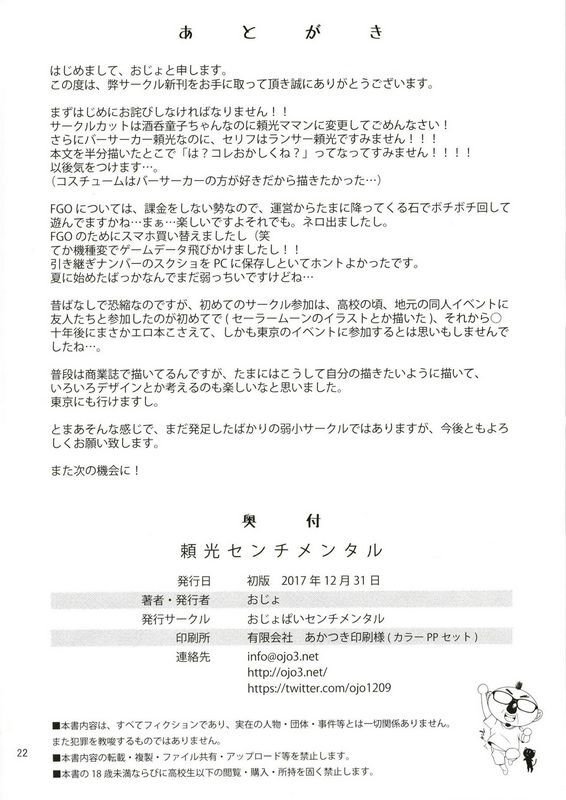 あとがき
はじめまして、おじょと申します。
この度は、弊サークル新刊をお手に取って頂き誠にありがとうございます。
まずはじめにお詫びしなければなりません！！
サークルカットは酒呑童子ちゃんなのに頼光ママンに変更してごめんなさい！
さらにバーサーカー頼光なのに、セリフはランサー頼光ですみません！！！
本文を半分描いたとこで「は？コレおかしくね？」ってなってすみません！！！！
以後気をつけます…。
（コスチュームはバーサーカーの方が好きだから描きたかった…）
FGO については、課金をしない勢なので、運営からたまに降ってくる石でボチボチ回して
遊んでますかね…まぁ…楽しいですよそれでも。ネロ出ましたし。
FGO のためにスマホ買い替えましたし（笑
てか機種変でゲームデータ飛びかけましたし！！
引き継ぎナンバーのスクショを PC に保存しといてホントよかったです。
夏に始めたばっかなんでまだ弱っちいですけどね…
昔ばなしで恐縮なのですが、初めてのサークル参加は、高校の頃、地元の同人イベントに
友人たちと参加したのが初めてで ( セーラームーンのイラストとか描いた )、それから○
十年後にまさかエロ本こさえて、しかも東京のイベントに参加するとは思いもしませんで
したね…。
普段は商業誌で描いてるんですが、たまにはこうして自分の描きたいように描いて、
いろいろデザインとか考えるのも楽しいなと思いました。
東京にも行けますし。
とまあそんな感じで、まだ発足したばかりの弱小サークルではありますが、今後ともよろ
しくお願い致します。
また次の機会に！
奥付
頼光センチメンタル
発行日 初版 2017 年 12 月 31 日
著者・発行者 おじょ
発行サークル おじょぱいセンチメンタル
印刷所 有限会社 あかつき印刷様 ( カラー PP セット )
連絡先 info@ojo3.net
http://ojo3.net/
https://twitter.com/ojo1209
■本書内容は、すべてフィクションであり、実在の人物・団体・事件等とは一切関係ありません。
また犯罪を教唆するものではありません。
■本書内容の転載・複製・ファイル共有・アップロード等を禁止します。
■本書の 18 歳未満ならびに高校生以下の閲覧・購入・所持を固く禁止します。
22